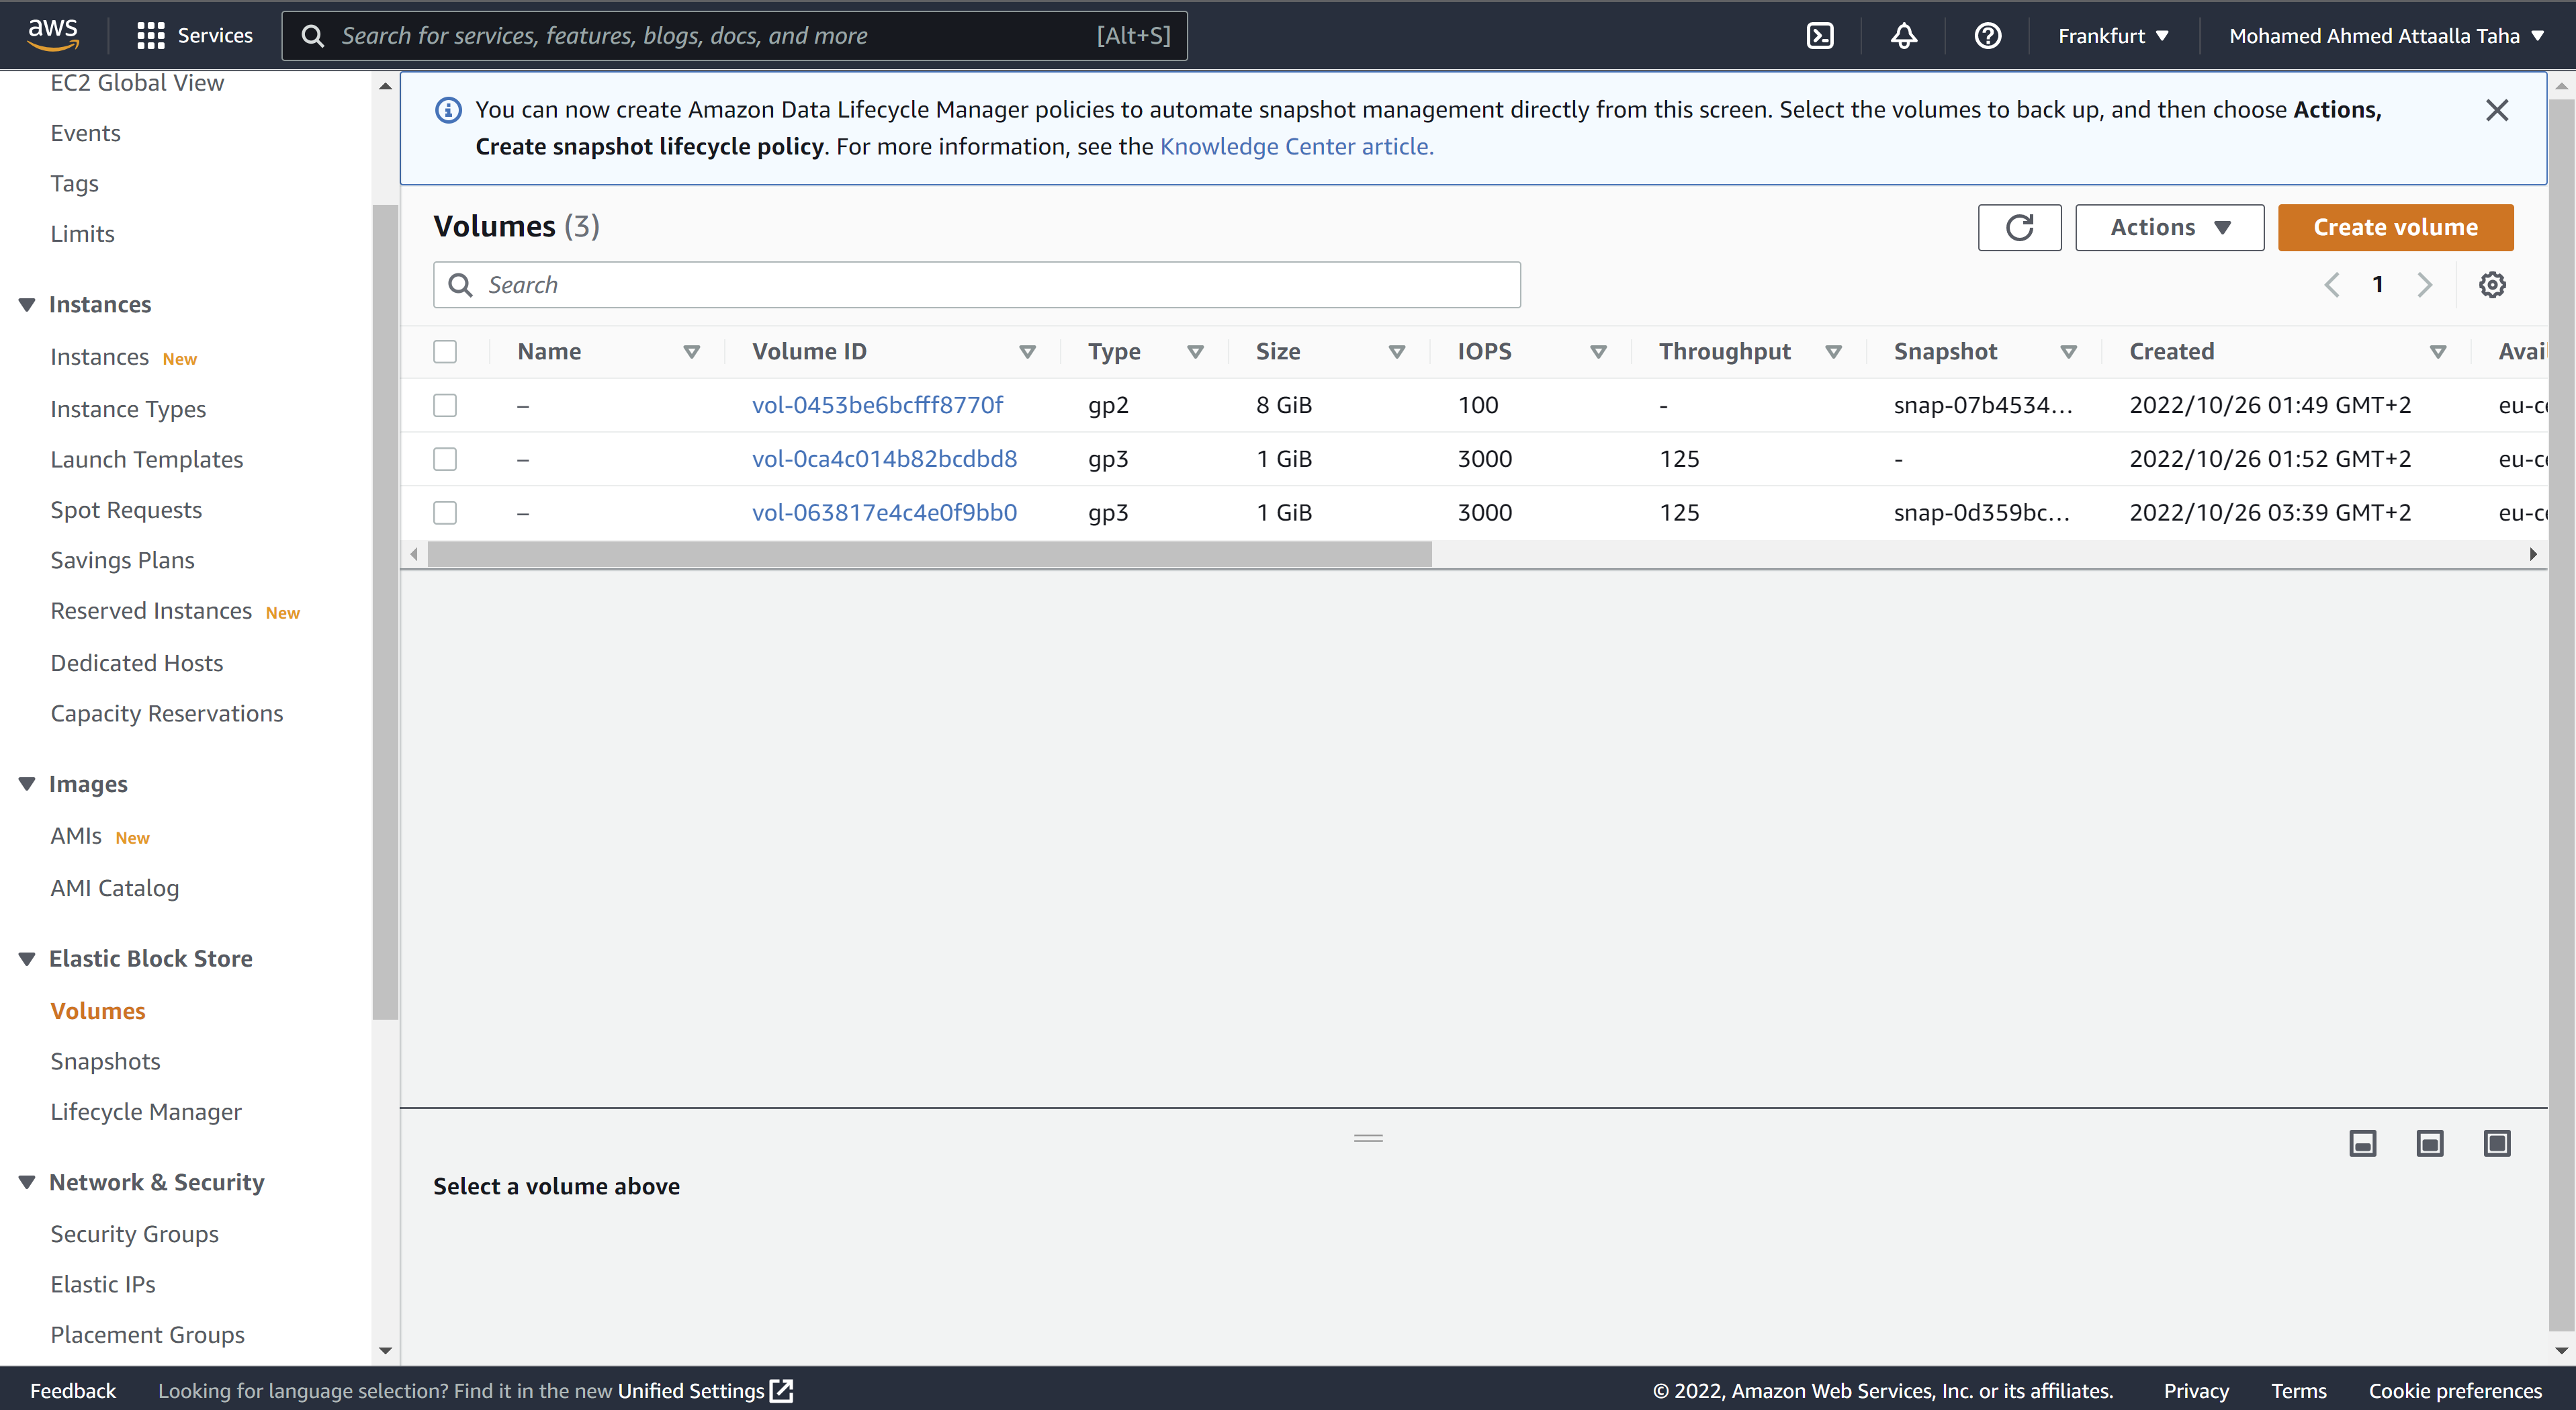 aws
Services
Search for services, features, blogs, docs, and more [Alt+S]
Frankfurt
Mohamed Ahmed Attaalla Taha
EC2 Global View
Events
Tags
Limits
Instances
Instances New
Instance Types
Launch Templates
Spot Requests
Savings Plans
Reserved Instances New
Dedicated Hosts
Capacity Reservations
Images
AMIs New
AMI Catalog
Elastic Block Store
Volumes
Snapshots
Lifecycle Manager
Network & Security
Security Groups
Elastic IPs
Placement Groups
You can now create Amazon Data Lifecycle Manager policies to automate snapshot management directly from this screen. Select the volumes to back up, and then choose Actions,
Create snapshot lifecycle policy. For more information, see the Knowledge Center article.
Volumes (3)
Actions
Create volume
Search
1
Name Volume ID Type Size IOPS Throughput Snapshot Created Avai
– vol-0453be6bcfff8770f gp2 8 GiB 100 - snap-07b4534... 2022/10/26 01:49 GMT+2 eu-c
– vol-0ca4c014b82bcdbd8 gp3 1 GiB 3000 125 - 2022/10/26 01:52 GMT+2 eu-c
– vol-063817e4c4e0f9bb0 gp3 1 GiB 3000 125 snap-0d359bc... 2022/10/26 03:39 GMT+2 eu-c
Select a volume above
Feedback
Looking for language selection? Find it in the new Unified Settings
© 2022, Amazon Web Services, Inc. or its affiliates.
Privacy
Terms
Cookie preferences